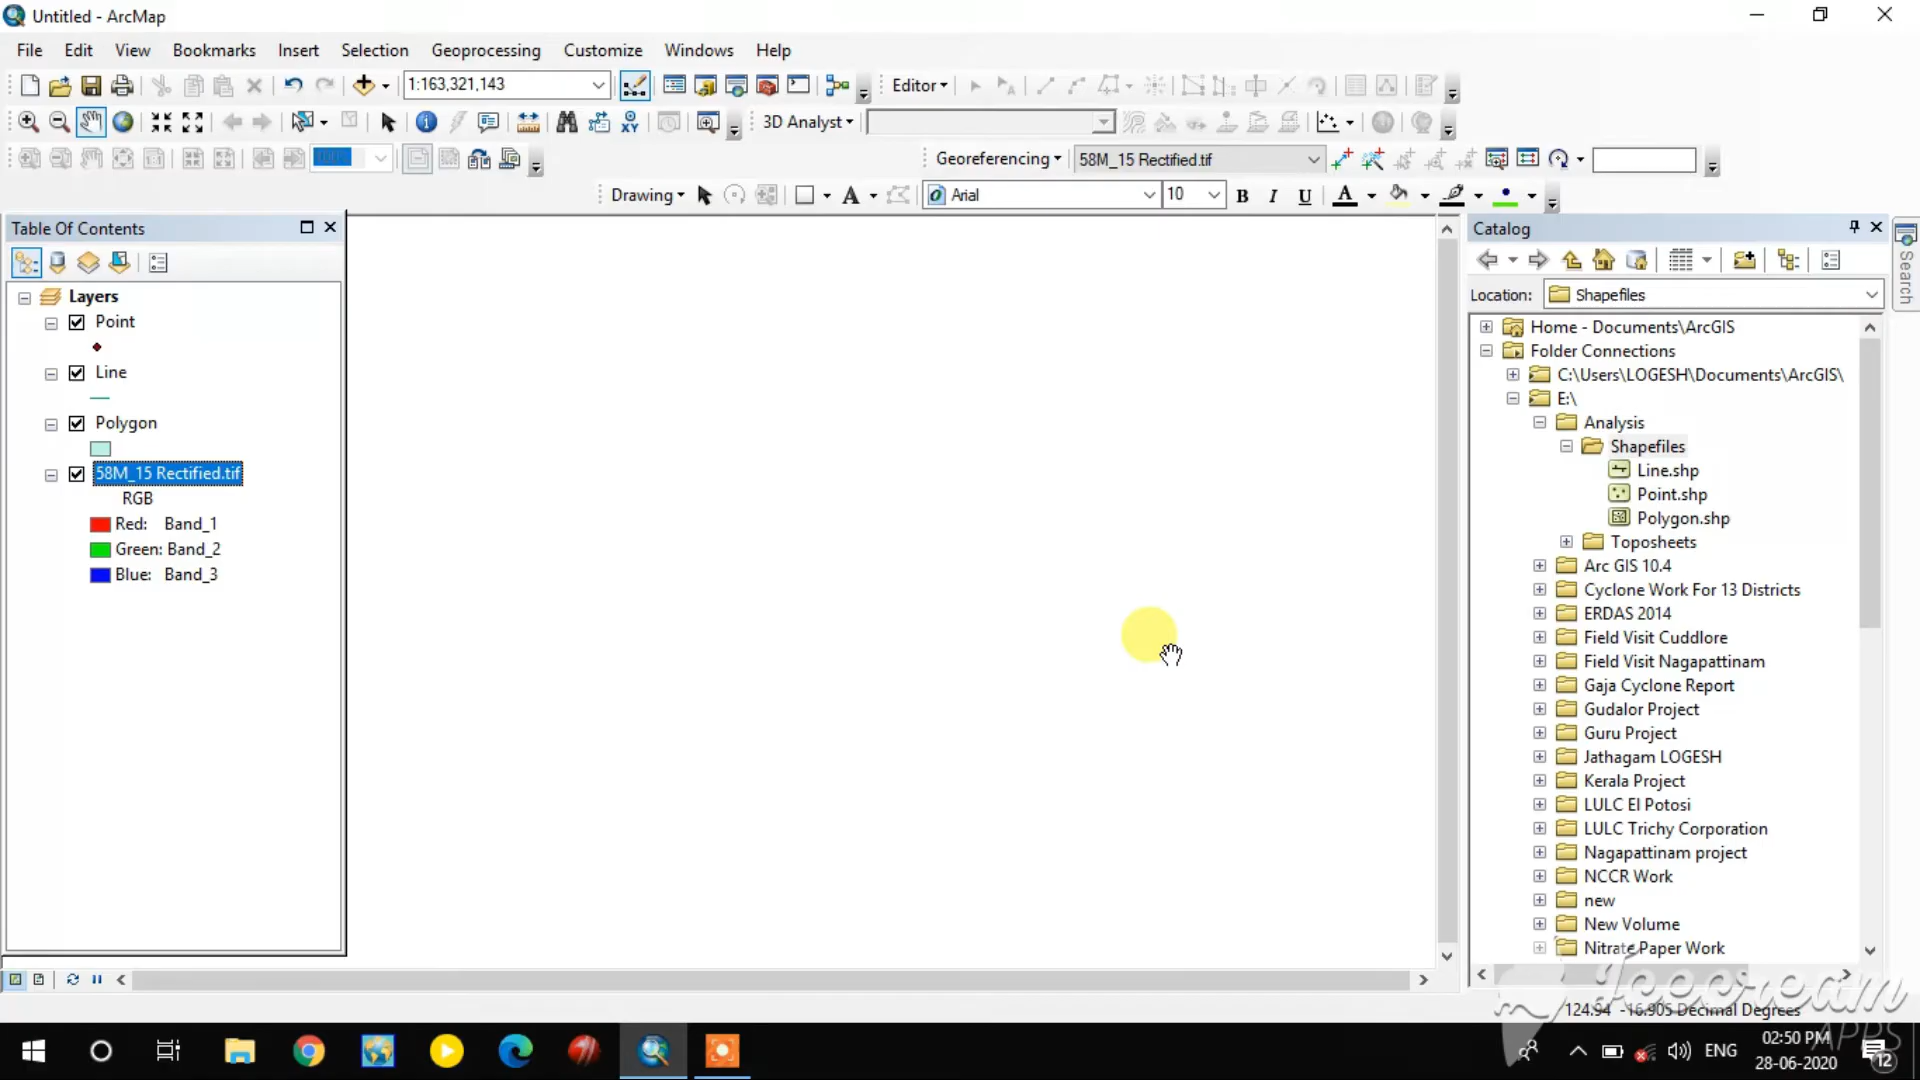 Untitled - ArcMap
File Edit View Bookmarks Insert Selection Geoprocessing Customize Windows Help
1:163,321,143
Editor
3D Analyst
Georeferencing 58M_15 Rectified.tif
Drawing A Arial 10 B I U A
Table Of Contents
Layers
Point
Line
Polygon
58M_15 Rectified.tif
RGB
Red: Band_1
Green: Band_2
Blue: Band_3
Catalog
Search
Location: Shapefiles
Home - Documents\ArcGIS
Folder Connections
C:\Users\LOGESH\Documents\ArcGIS\
E:\
Analysis
Shapefiles
Line.shp
Point.shp
Polygon.shp
Toposheets
Arc GIS 10.4
Cyclone Work For 13 Districts
ERDAS 2014
Field Visit Cuddlore
Field Visit Nagapattinam
Gaja Cyclone Report
Gudalor Project
Guru Project
Jathagam LOGESH
Kerala Project
LULC El Potosi
LULC Trichy Corporation
Nagapattinam project
NCCR Work
new
New Volume
Nitrate Paper Work
Icecream
APPS
124.94 -16.905 Decimal Degrees
ENG
02:50 PM
28-06-2020
12